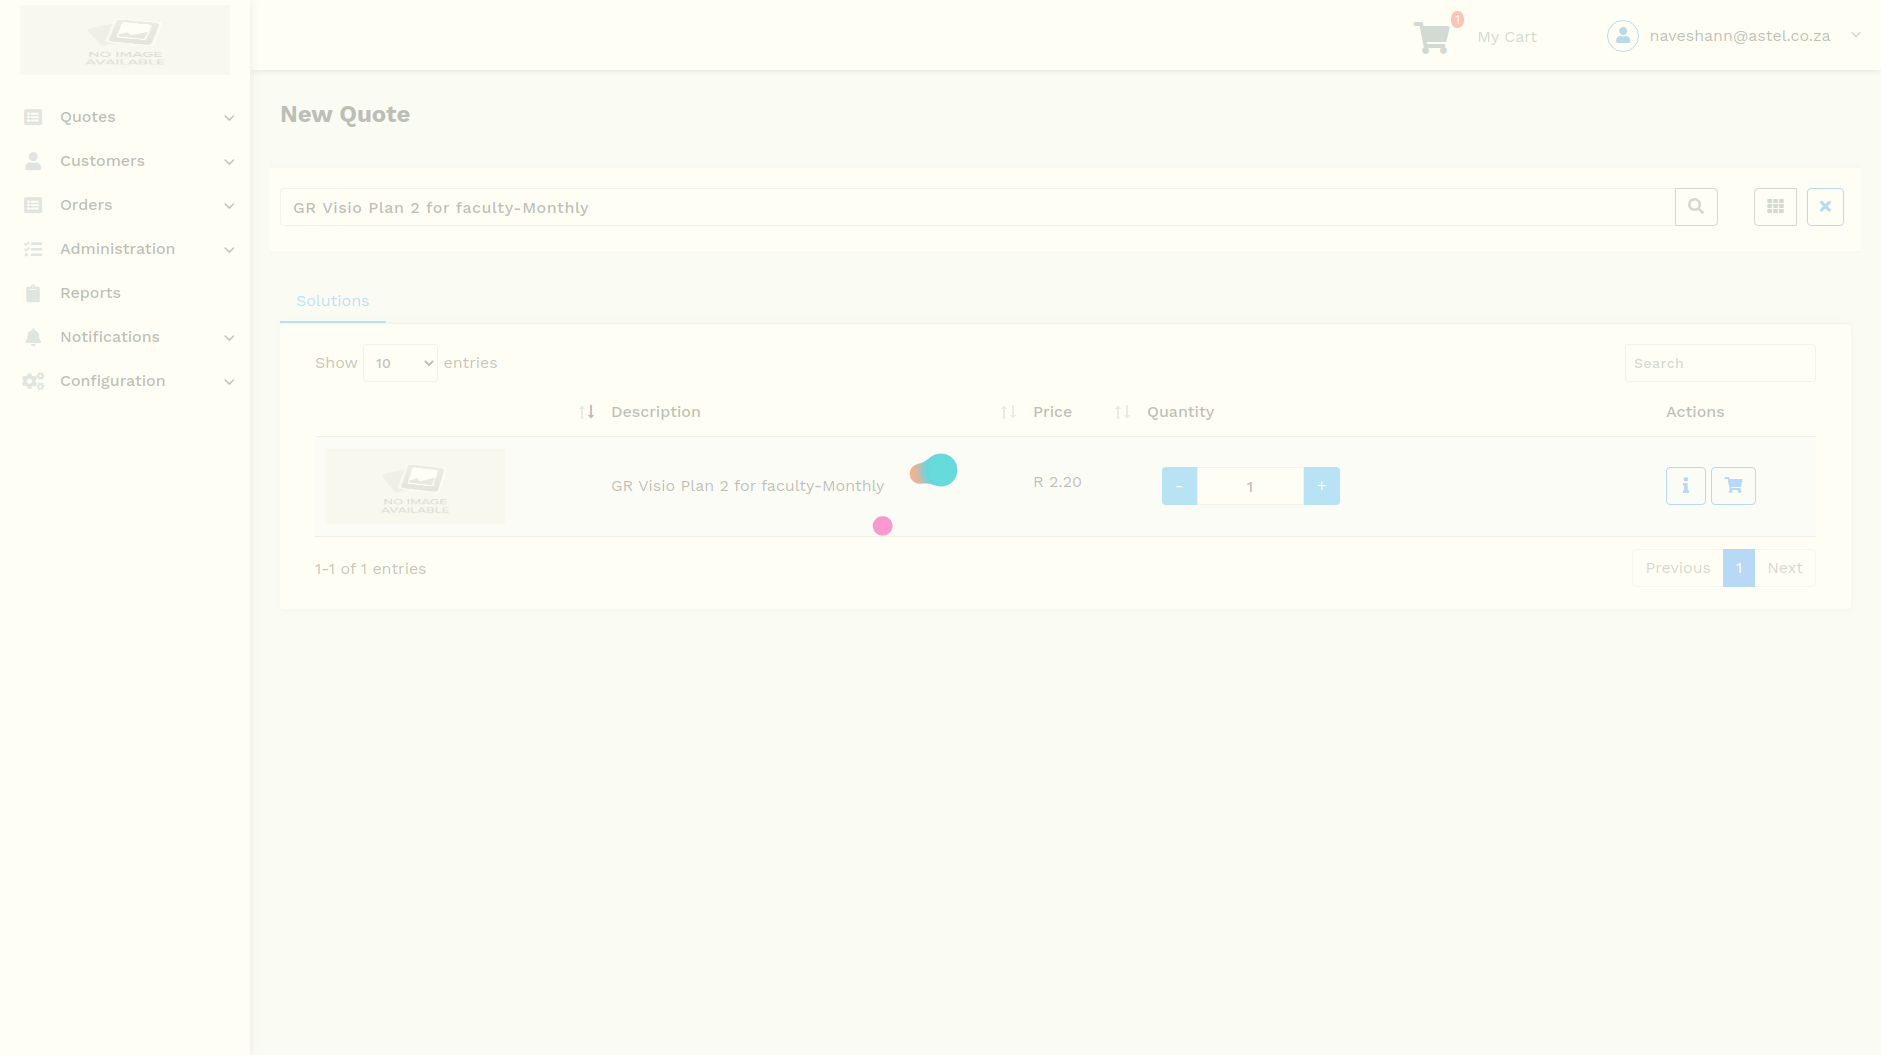 NO IMAGE
AVAILABLE
1
My Cart
naveshann@astel.co.za
Quotes
Customers
Orders
Administration
Reports
Notifications
Configuration
New Quote
GR Visio Plan 2 for faculty-Monthly
Solutions
Show 10 entries
Search
Description Price Quantity Actions
NO IMAGE
AVAILABLE
GR Visio Plan 2 for faculty-Monthly R 2.20 - 1 +
1-1 of 1 entries
Previous 1 Next